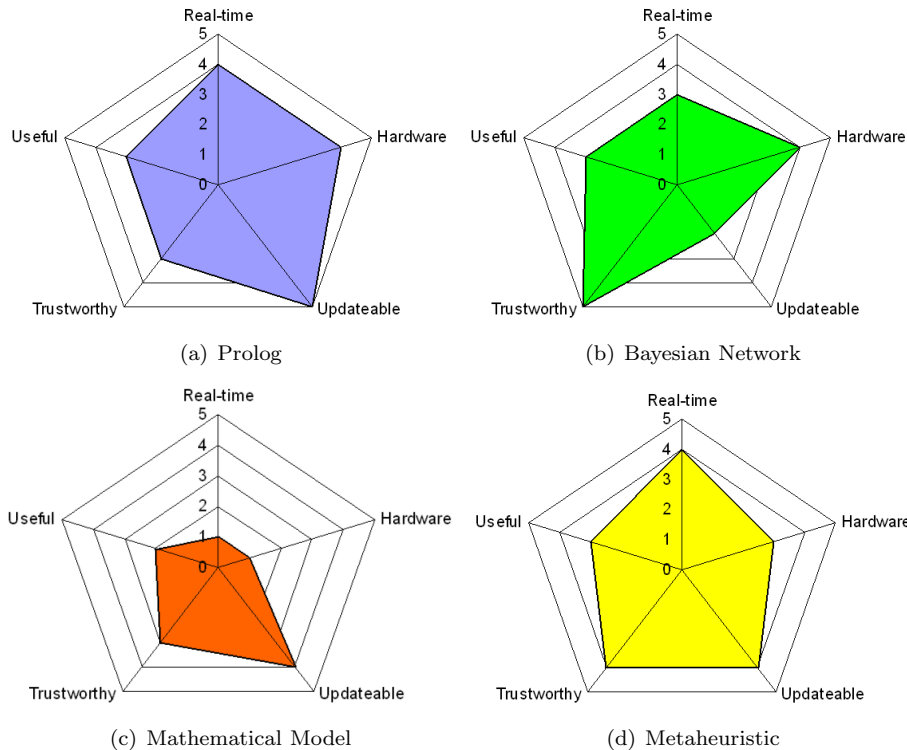 Real-time
5
4
3
2
1
0
Useful
Hardware
Trustworthy
Updateable
(a) Prolog
Real-time
5
4
3
2
1
0
Useful
Hardware
Trustworthy
Updateable
(b) Bayesian Network
Real-time
5
4
3
2
1
0
Useful
Hardware
Trustworthy
Updateable
(c) Mathematical Model
Real-time
5
4
3
2
1
0
Useful
Hardware
Trustworthy
Updateable
(d) Metaheuristic